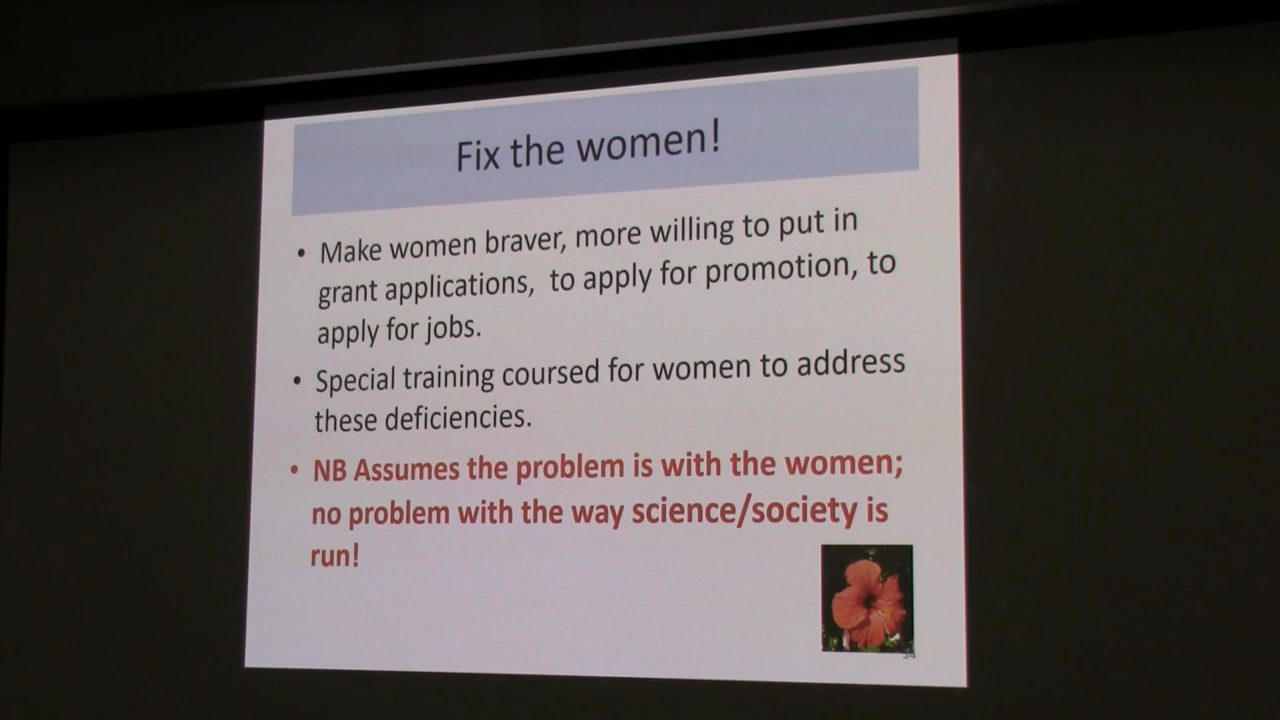 Fix the women!
• Make women braver, more willing to put in
grant applications, to apply for promotion, to
apply for jobs.
• Special training coursed for women to address
these deficiencies.
• NB Assumes the problem is with the women;
no problem with the way science/society is
run!